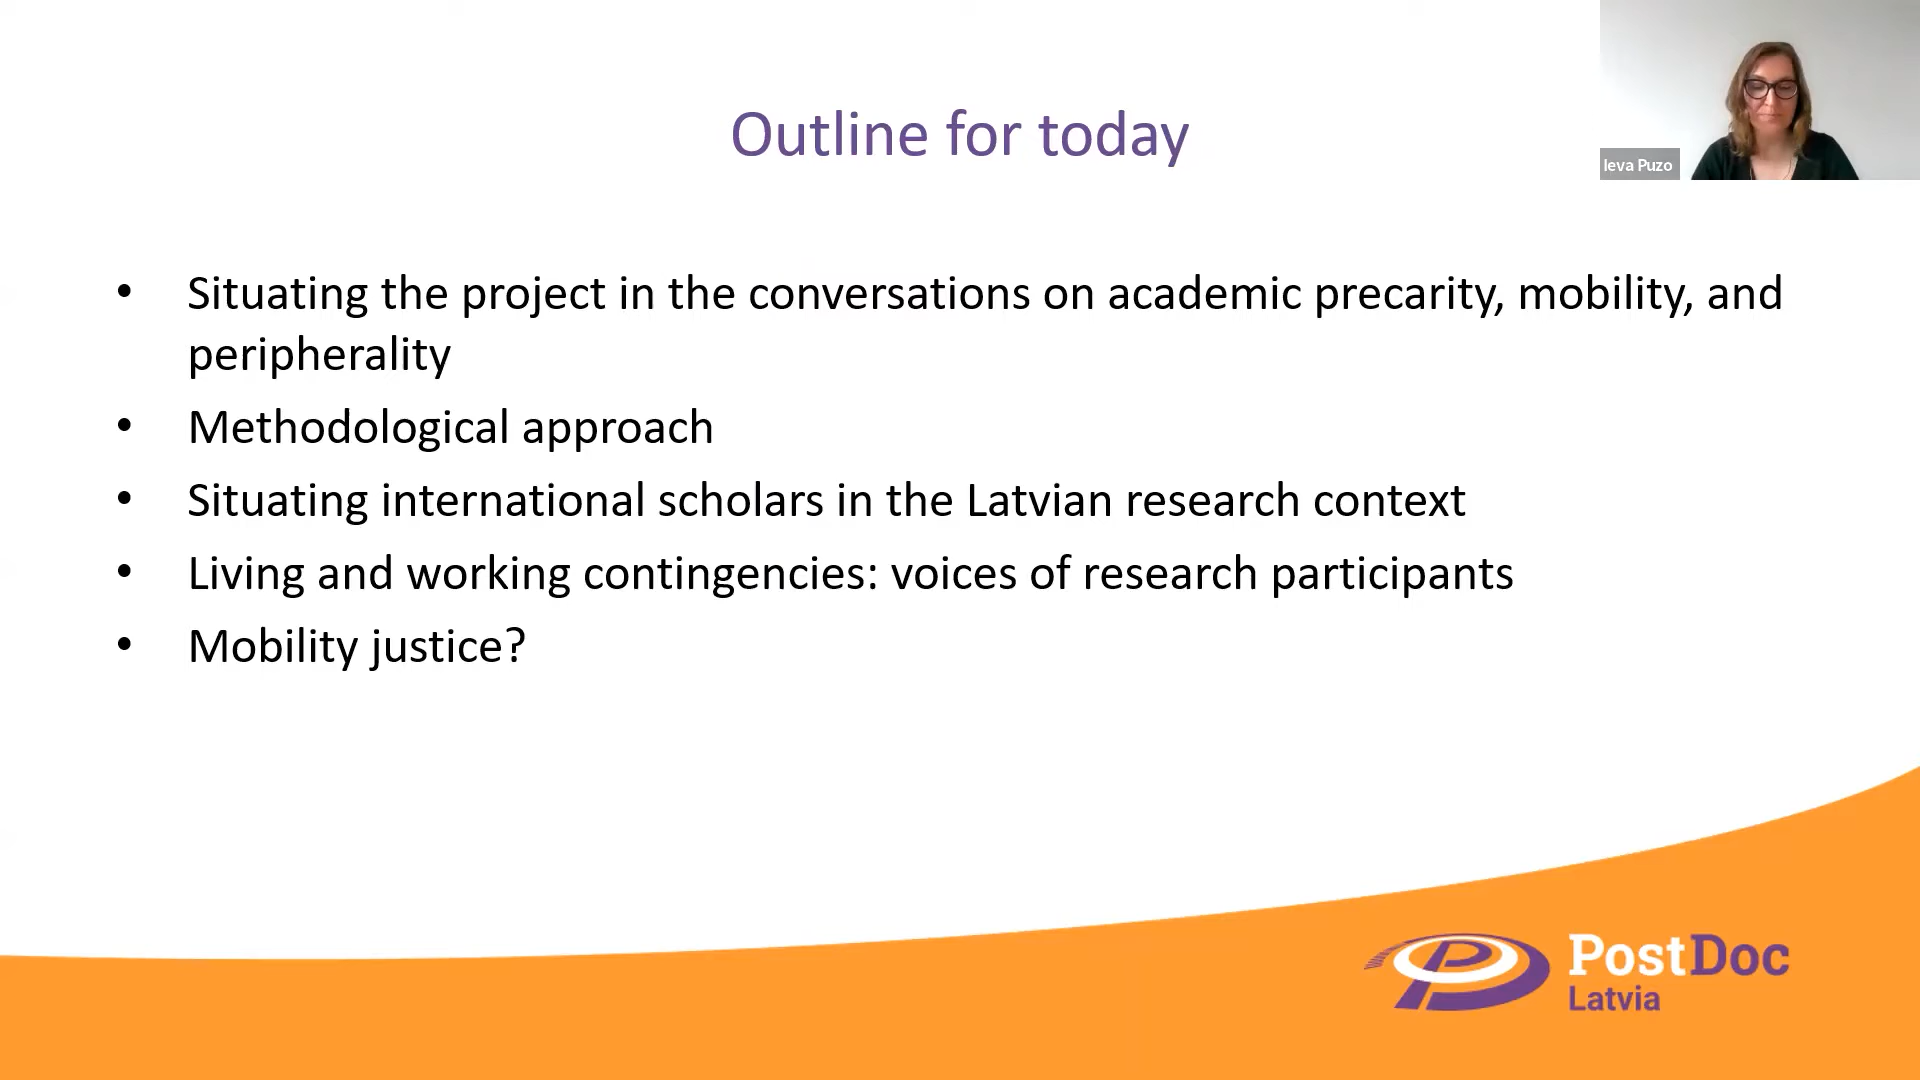 Outline for today
Ieva Puzo
• Situating the project in the conversations on academic precarity, mobility, and
peripherality
• Methodological approach
• Situating international scholars in the Latvian research context
• Living and working contingencies: voices of research participants
• Mobility justice?
PostDoc
Latvia